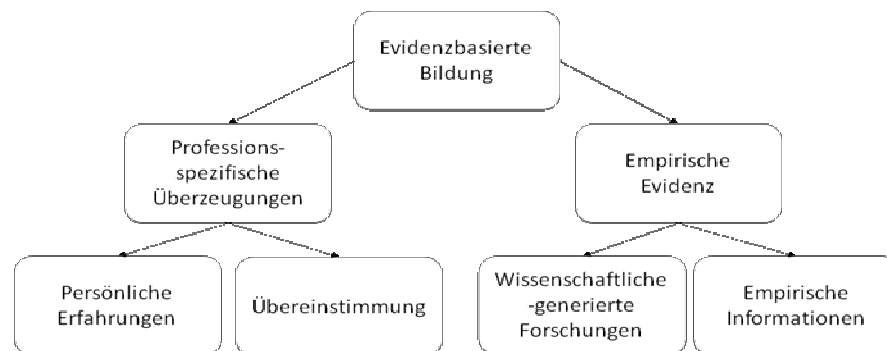 Evidenzbasierte
Bildung
Professions-
spezifische
Überzeugungen
Empirische
Evidenz
Persönliche
Erfahrungen
Übereinstimmung
Wissenschaftliche
-generierte
Forschungen
Empirische
Informationen